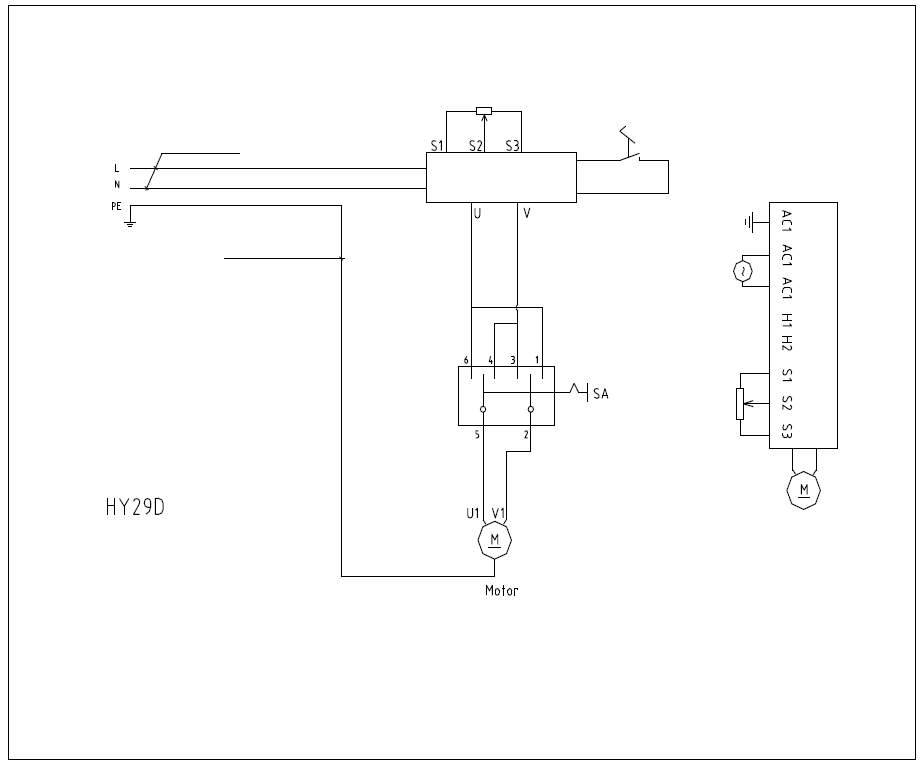 S1 S2 S3
L
N
PE
U V
6 4 3 1
SA
5 2
U1 V1
M
Motor
HY29D
AC1
AC1
AC1
~
H1
H2
S1
S2
S3
M